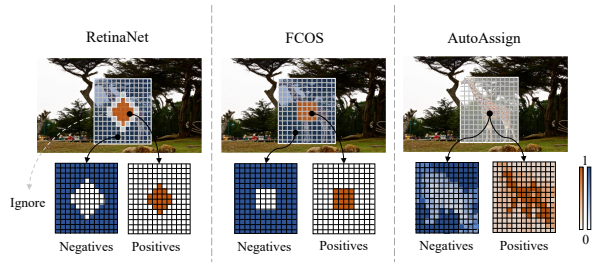 RetinaNet
FCOS
AutoAssign
Ignore
Negatives
Positives
Negatives
Positives
Negatives
Positives
1
0